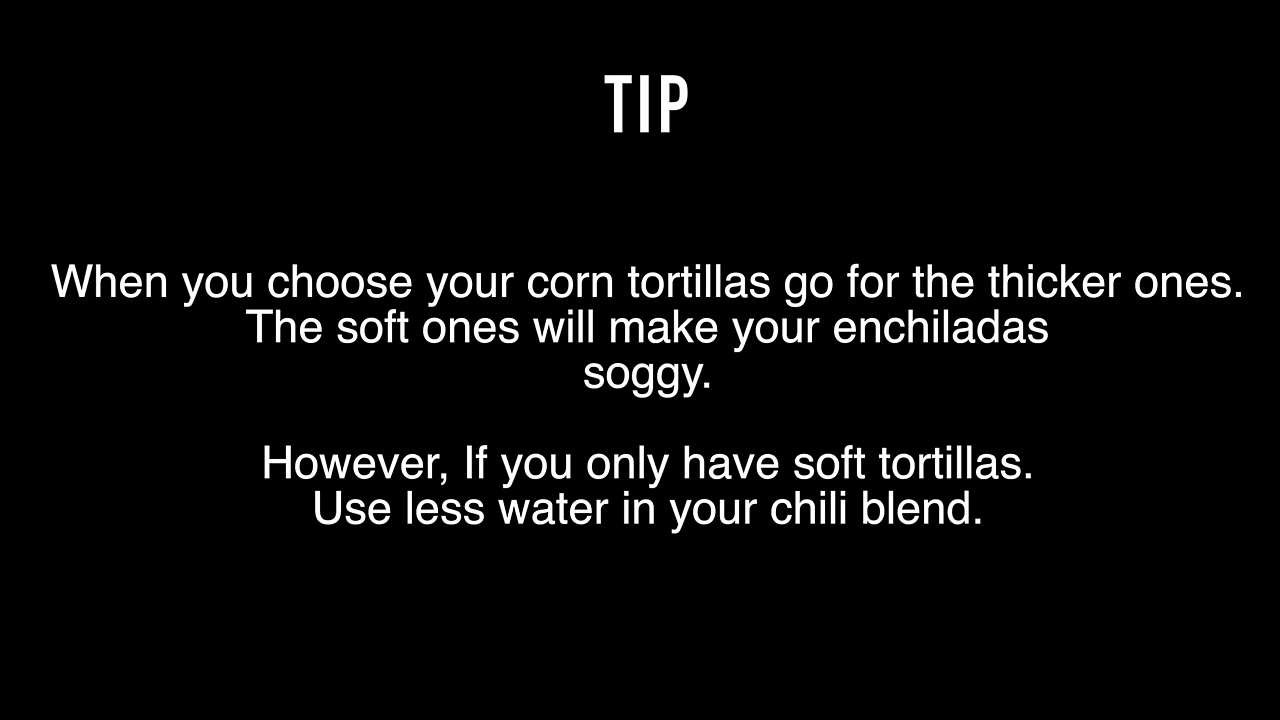 TIP
When you choose your corn tortillas go for the thicker ones.
The soft ones will make your enchiladas
soggy.
However, If you only have soft tortillas.
Use less water in your chili blend.